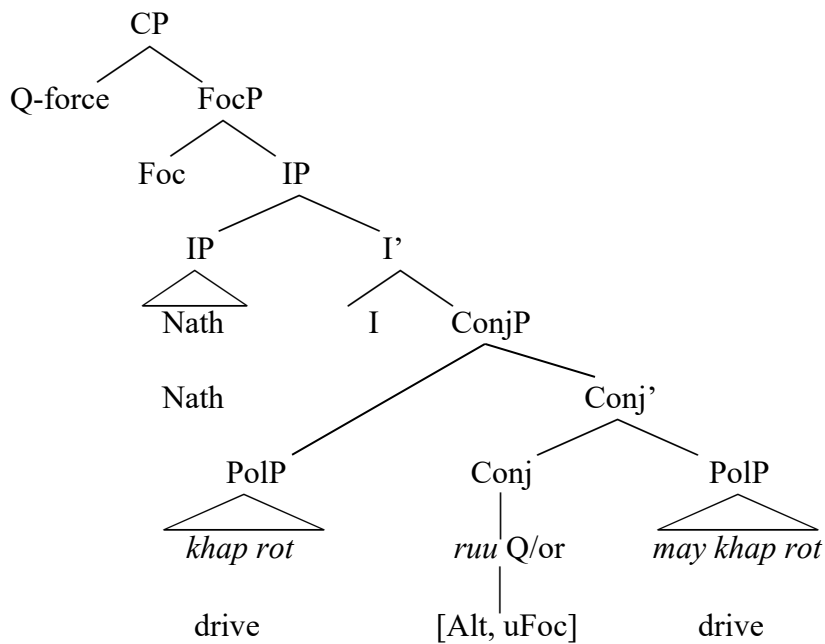 CP
Q-force FocP
Foc IP
IP I’
Nath I ConjP
Nath Conj’
PolP Conj PolP
khap rot ruu Q/or may khap rot
drive [Alt, uFoc] drive